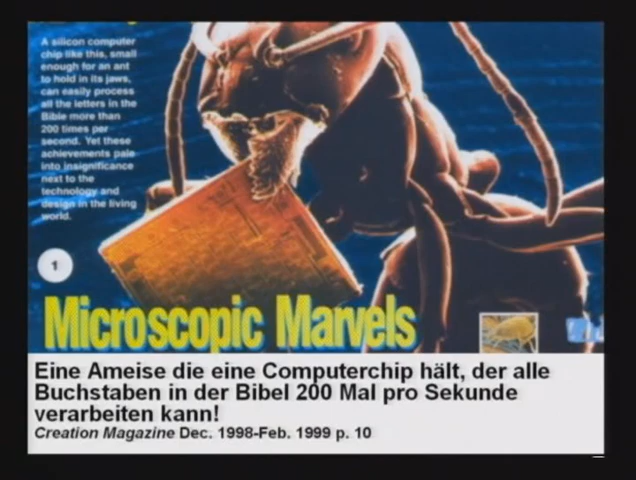 A silicon computer
chip like this, small
enough for an ant
to hold in its jaws,
can easily process
all the letters in the
Bible more than
200 times per
second. Yet these
achievements pale
into insignificance
next to the
technology and
design in the living
world.
1
Microscopic Marvels
Eine Ameise die eine Computerchip hält, der alle
Buchstaben in der Bibel 200 Mal pro Sekunde
verarbeiten kann!
Creation Magazine Dec. 1998-Feb. 1999 p. 10